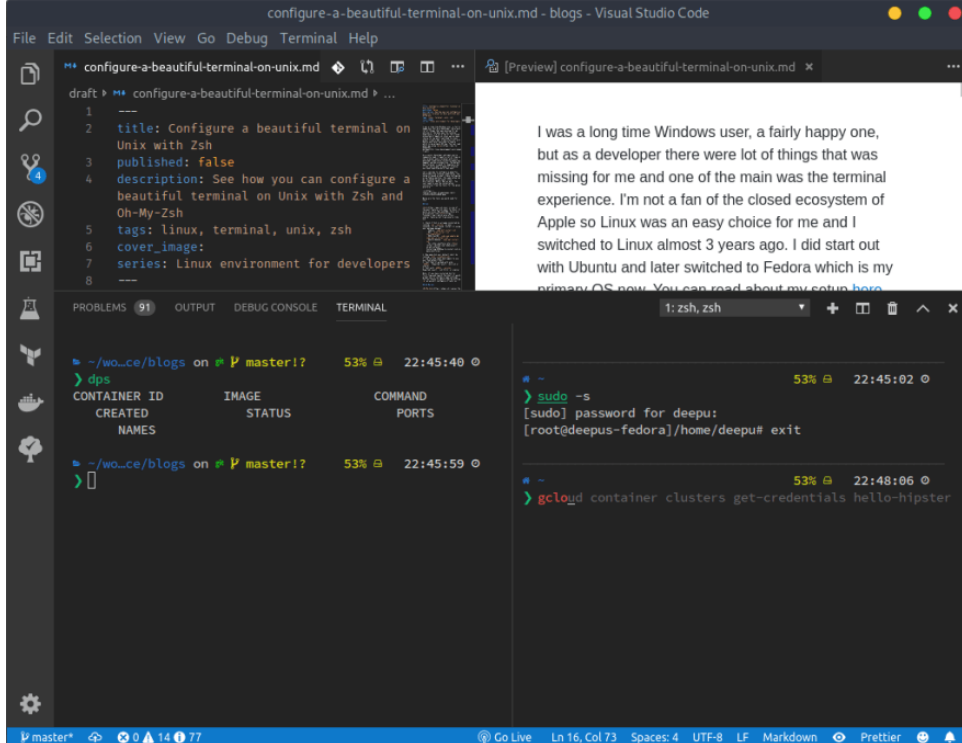 configure-a-beautiful-terminal-on-unix.md - blogs - Visual Studio Code
File Edit Selection View Go Debug Terminal Help
configure-a-beautiful-terminal-on-unix.md
[Preview] configure-a-beautiful-terminal-on-unix.md
draft configure-a-beautiful-terminal-on-unix.md ...
1 ---
2 title: Configure a beautiful terminal on
Unix with Zsh
3 published: false
4 description: See how you can configure a
beautiful terminal on Unix with Zsh and
Oh-My-Zsh
5 tags: linux, terminal, unix, zsh
6 cover_image:
7 series: Linux environment for developers
8 ---
I was a long time Windows user, a fairly happy one,
but as a developer there were lot of things that was
missing for me and one of the main was the terminal
experience. I'm not a fan of the closed ecosystem of
Apple so Linux was an easy choice for me and I
switched to Linux almost 3 years ago. I did start out
with Ubuntu and later switched to Fedora which is my
primary OS now. You can read about my setup here
4
PROBLEMS 91 OUTPUT DEBUG CONSOLE TERMINAL
1: zsh, zsh
~/wo…ce/blogs on master!? 53% 22:45:40
❯ dps
CONTAINER ID IMAGE COMMAND
CREATED STATUS PORTS
NAMES
~/wo…ce/blogs on master!? 53% 22:45:59
❯
~ 53% 22:45:02
❯ sudo -s
[sudo] password for deepu:
[root@deepus-fedora]/home/deepu# exit
~ 53% 22:48:06
❯ gcloud container clusters get-credentials hello-hipster
master* 0 14 77
Go Live Ln 16, Col 73 Spaces: 4 UTF-8 LF Markdown Prettier